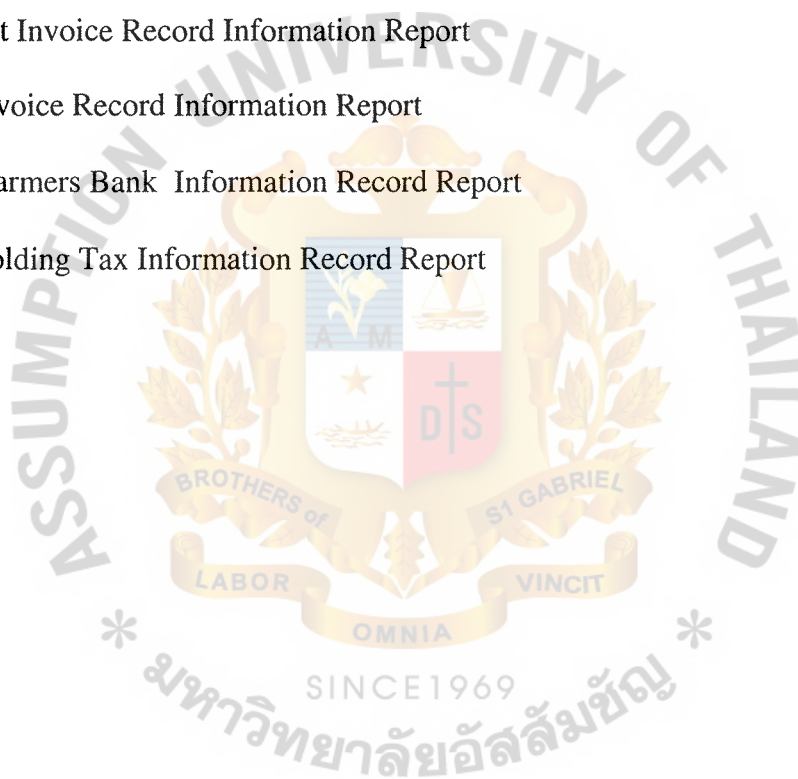 t Invoice Record Information Report
voice Record Information Report
armers Bank Information Record Report
olding Tax Information Record Report
ASSUMPTION UNIVERSITY OF THAILAND
A M
D S
BROTHERS of ST GABRIEL
LABOR OMNIA VINCIT
SINCE1969
* มหาวิทยาลัยอัสสัมชัญ *